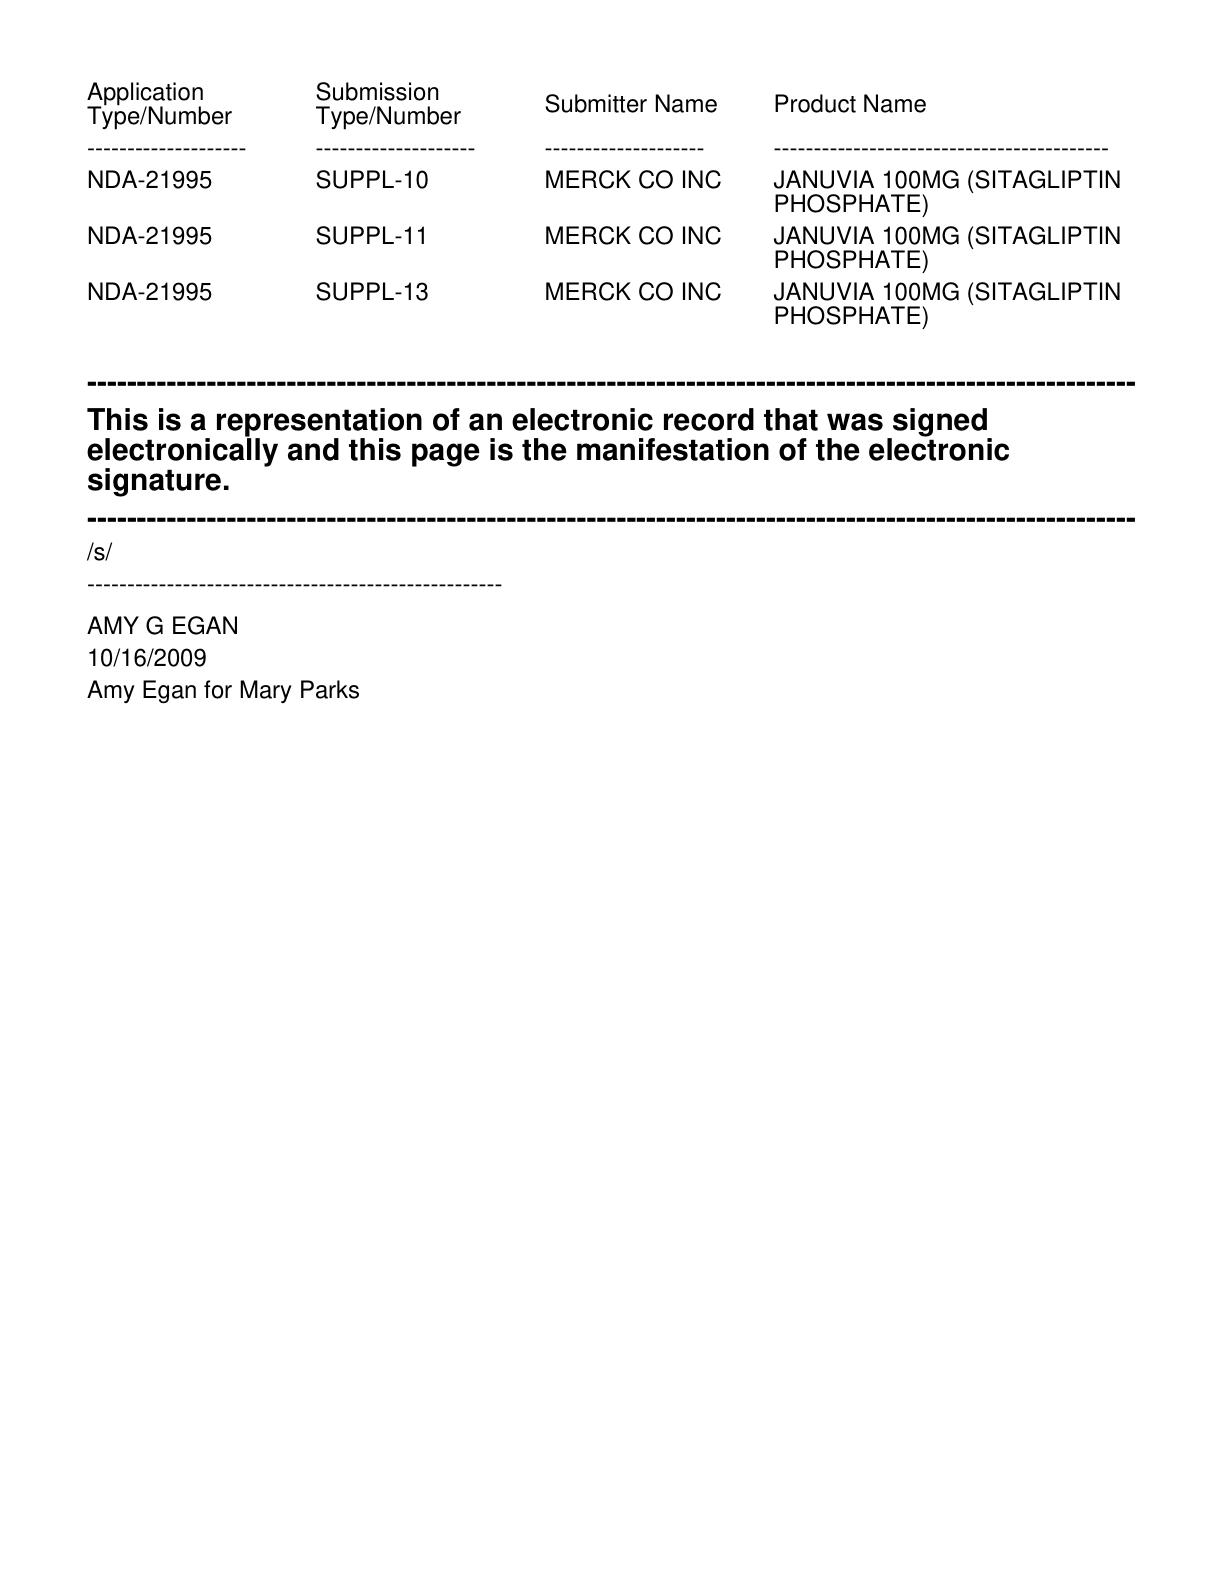 Application Type/Number Submission Type/Number Submitter Name Product Name
-------------------- -------------------- -------------------- ------------------------------------------
NDA-21995 SUPPL-10 MERCK CO INC JANUVIA 100MG (SITAGLIPTIN
PHOSPHATE)
NDA-21995 SUPPL-11 MERCK CO INC JANUVIA 100MG (SITAGLIPTIN
PHOSPHATE)
NDA-21995 SUPPL-13 MERCK CO INC JANUVIA 100MG (SITAGLIPTIN
PHOSPHATE)
---------------------------------------------------------------------------------------------------------
This is a representation of an electronic record that was signed
electronically and this page is the manifestation of the electronic
signature.
---------------------------------------------------------------------------------------------------------
/s/
----------------------------------------------------
AMY G EGAN
10/16/2009
Amy Egan for Mary Parks